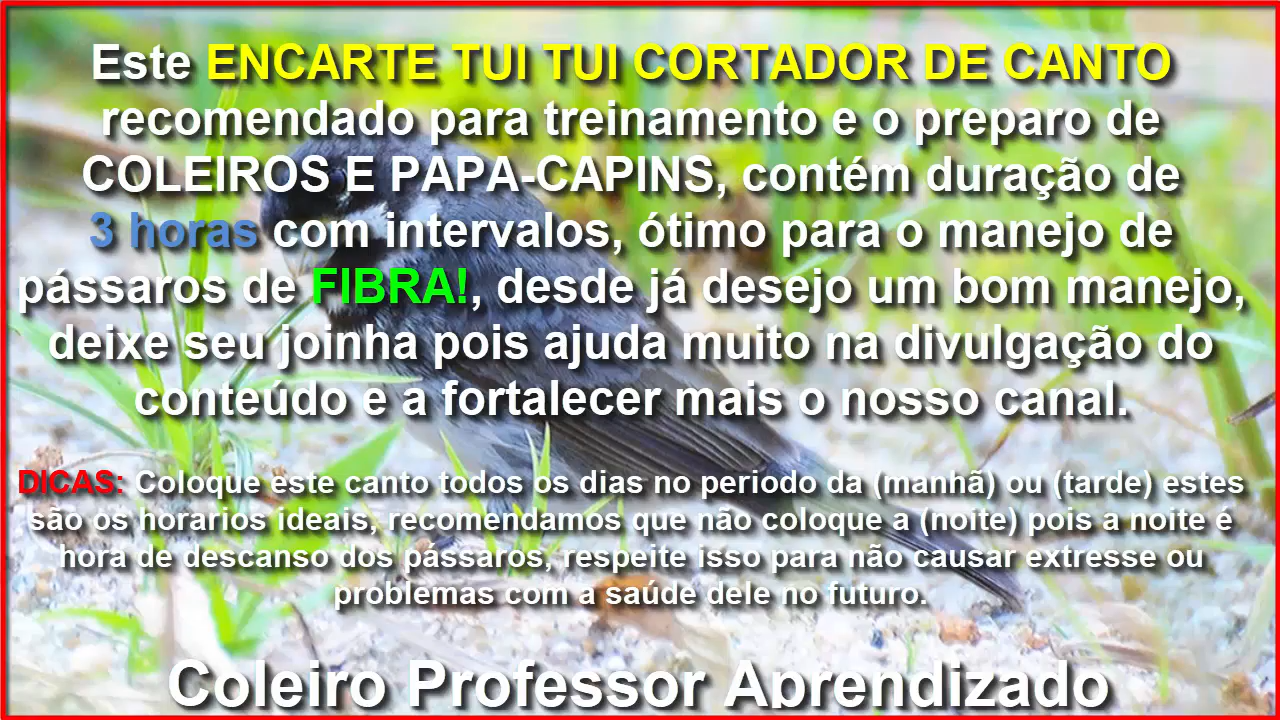 Este ENCARTE TUI TUI CORTADOR DE CANTO
recomendado para treinamento e o preparo de
COLEIROS E PAPA-CAPINS, contém duração de
3 horas com intervalos, ótimo para o manejo de
pássaros de FIBRA!, desde já desejo um bom manejo,
deixe seu joinha pois ajuda muito na divulgação do
conteúdo e a fortalecer mais o nosso canal.
DICAS: Coloque este canto todos os dias no periodo da (manhã) ou (tarde) estes
são os horarios ideais, recomendamos que não coloque a (noite) pois a noite é
hora de descanso dos pássaros, respeite isso para não causar extresse ou
problemas com a saúde dele no futuro.
Coleiro Professor Aprendizado